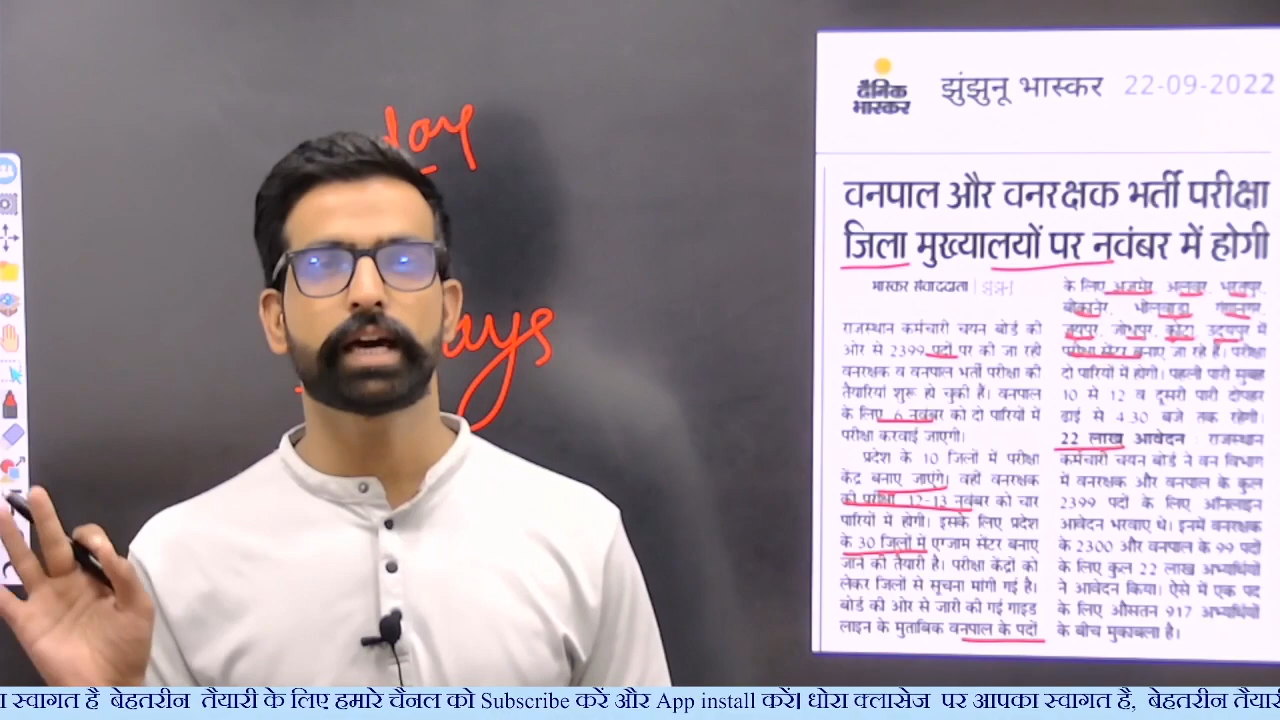 day
days
दैनिक
भास्कर
झुंझुनू भास्कर 22-09-2022
वनपाल और वनरक्षक भर्ती परीक्षा
जिला मुख्यालयों पर नवंबर में होगी
भास्कर संवाददाता
राजस्थान कर्मचारी चयन बोर्ड की
ओर से 2399 पदों पर की जा रही
वनरक्षक व वनपाल भर्ती परीक्षा की
तैयारियां शुरू हो चुकी हैं। वनपाल
के लिए 6 नवंबर को दो पारियों में
परीक्षा करवाई जाएगी।
प्रदेश के 10 जिलों में परीक्षा
केंद्र बनाए जाएंगे। वहीं वनरक्षक
की परीक्षा 12-13 नवंबर को चार
पारियों में होगी। इसके लिए प्रदेश
के 30 जिलों में एग्जाम सेंटर बनाए
जाने की तैयारी है। परीक्षा केंद्रों को
लेकर जिलों से सूचना मांगी गई है।
बोर्ड की ओर से जारी की गई गाइड
लाइन के मुताबिक वनपाल के पदों
के लिए अजमेर, अलवर, भरतपुर,
बीकानेर, भीलवाड़ा, गंगानगर,
जयपुर, जोधपुर, कोटा, उदयपुर में
परीक्षा सेंटर बनाए जा रहे हैं। परीक्षा
दो पारियों में होगी। पहली पारी सुबह
10 से 12 व दूसरी पारी दोपहर
ढाई से 4.30 बजे तक रहेगी।
22 लाख आवेदन राजस्थान
कर्मचारी चयन बोर्ड ने वन विभाग
में वनरक्षक और वनपाल के कुल
2399 पदों के लिए ऑनलाइन
आवेदन भरवाए थे। इनमें वनरक्षक
के 2300 और वनपाल के 99 पदों
के लिए कुल 22 लाख अभ्यर्थियों
ने आवेदन किया। ऐसे में एक पद
के लिए औसतन 917 अभ्यर्थियों
के बीच मुकाबला है।
स्वागत है बेहतरीन तैयारी के लिए हमारे चैनल को Subscribe करें और App install करें। धोरा क्लासेज पर आपका स्वागत है, बेहतरीन